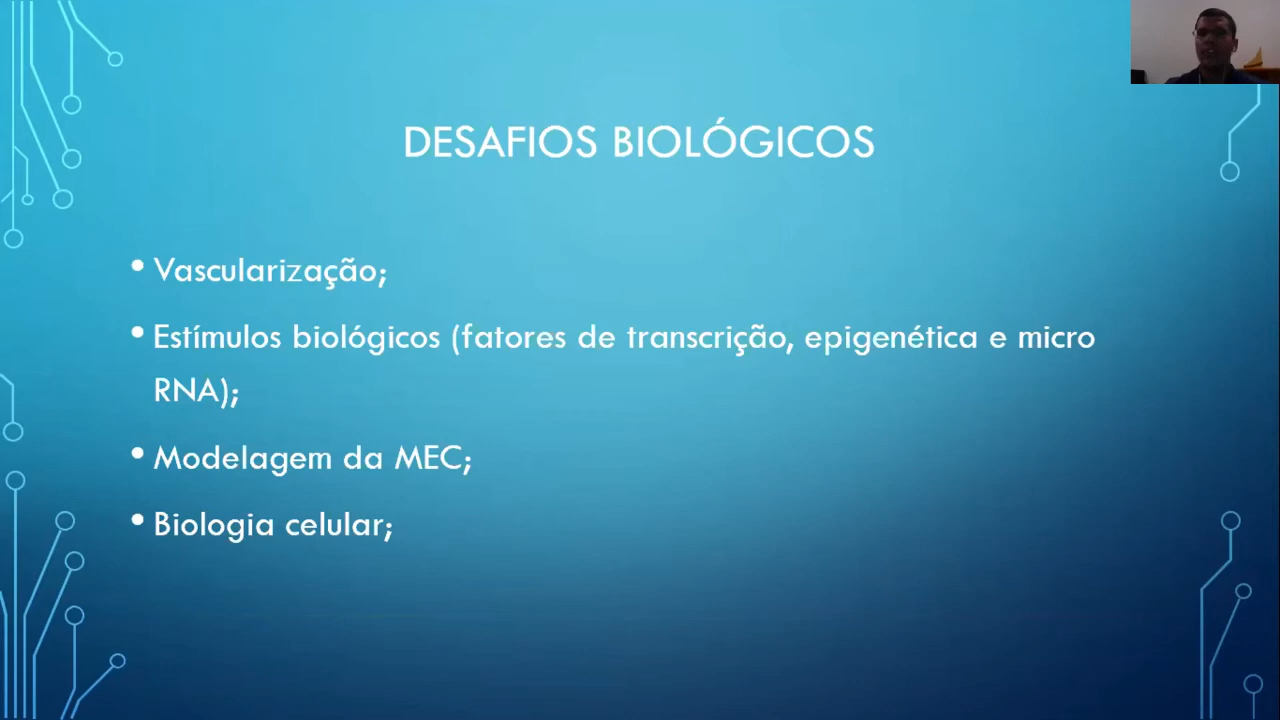 DESAFIOS BIOLÓGICOS
• Vascularização;
• Estímulos biológicos (fatores de transcrição, epigenética e micro
RNA);
• Modelagem da MEC;
• Biologia celular;